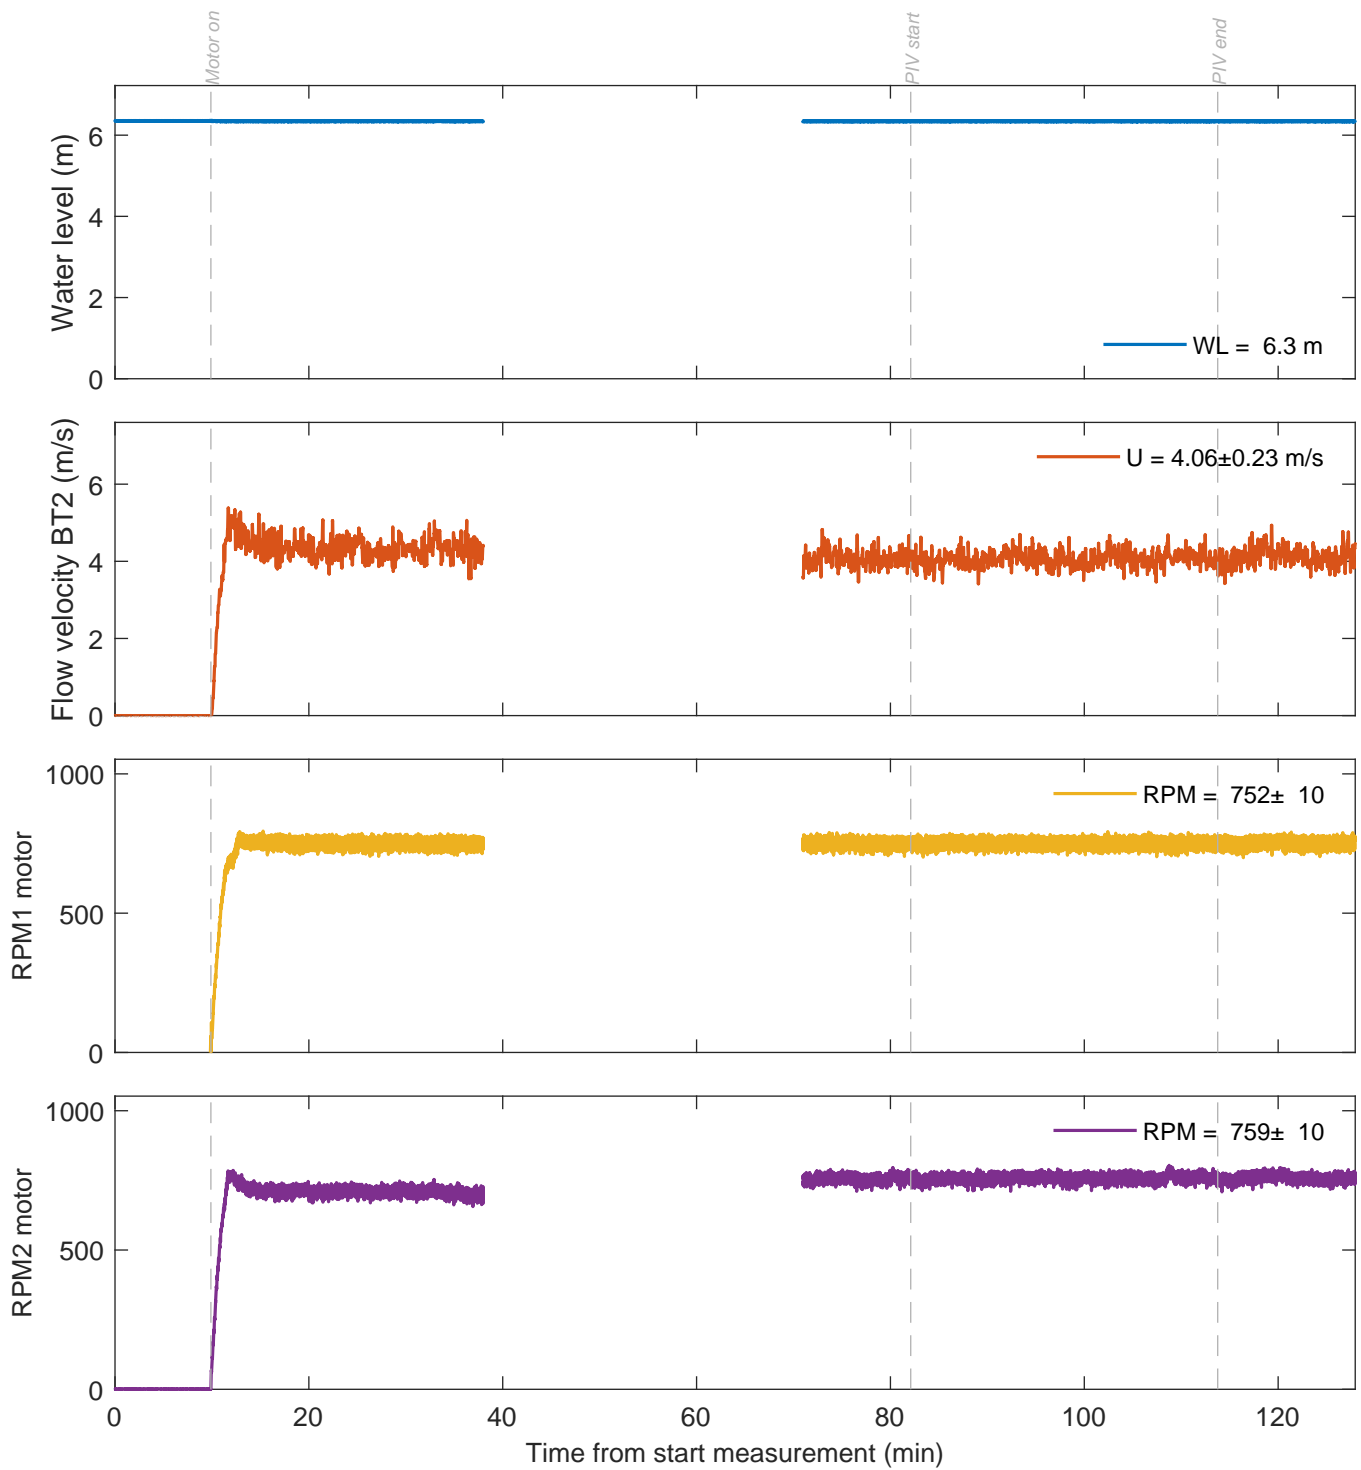 Motor on
PIV start
PIV end
Water level (m)
6
4
2
0
WL = 6.3 m
Flow velocity BT2 (m/s)
6
4
2
0
U = 4.06±0.23 m/s
RPM1 motor
1000
500
0
RPM = 752± 10
RPM2 motor
1000
500
0
RPM = 759± 10
0 20 40 60 80 100 120
Time from start measurement (min)